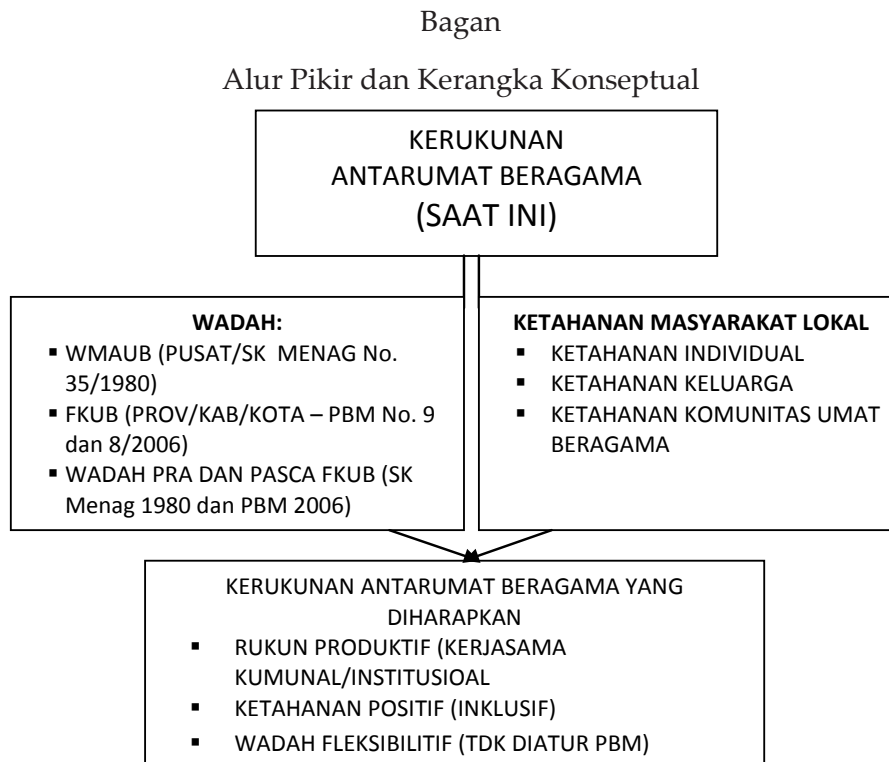 Bagan
Alur Pikir dan Kerangka Konseptual
KERUKUNAN
ANTARUMAT BERAGAMA
(SAAT INI)
WADAH:
▪ WMAUB (PUSAT/SK MENAG No.
35/1980)
▪ FKUB (PROV/KAB/KOTA – PBM No. 9
dan 8/2006)
▪ WADAH PRA DAN PASCA FKUB (SK
Menag 1980 dan PBM 2006)
KETAHANAN MASYARAKAT LOKAL
▪ KETAHANAN INDIVIDUAL
▪ KETAHANAN KELUARGA
▪ KETAHANAN KOMUNITAS UMAT
BERAGAMA
KERUKUNAN ANTARUMAT BERAGAMA YANG
DIHARAPKAN
▪ RUKUN PRODUKTIF (KERJASAMA
KUMUNAL/INSTITUSIOAL
▪ KETAHANAN POSITIF (INKLUSIF)
▪ WADAH FLEKSIBILITIF (TDK DIATUR PBM)